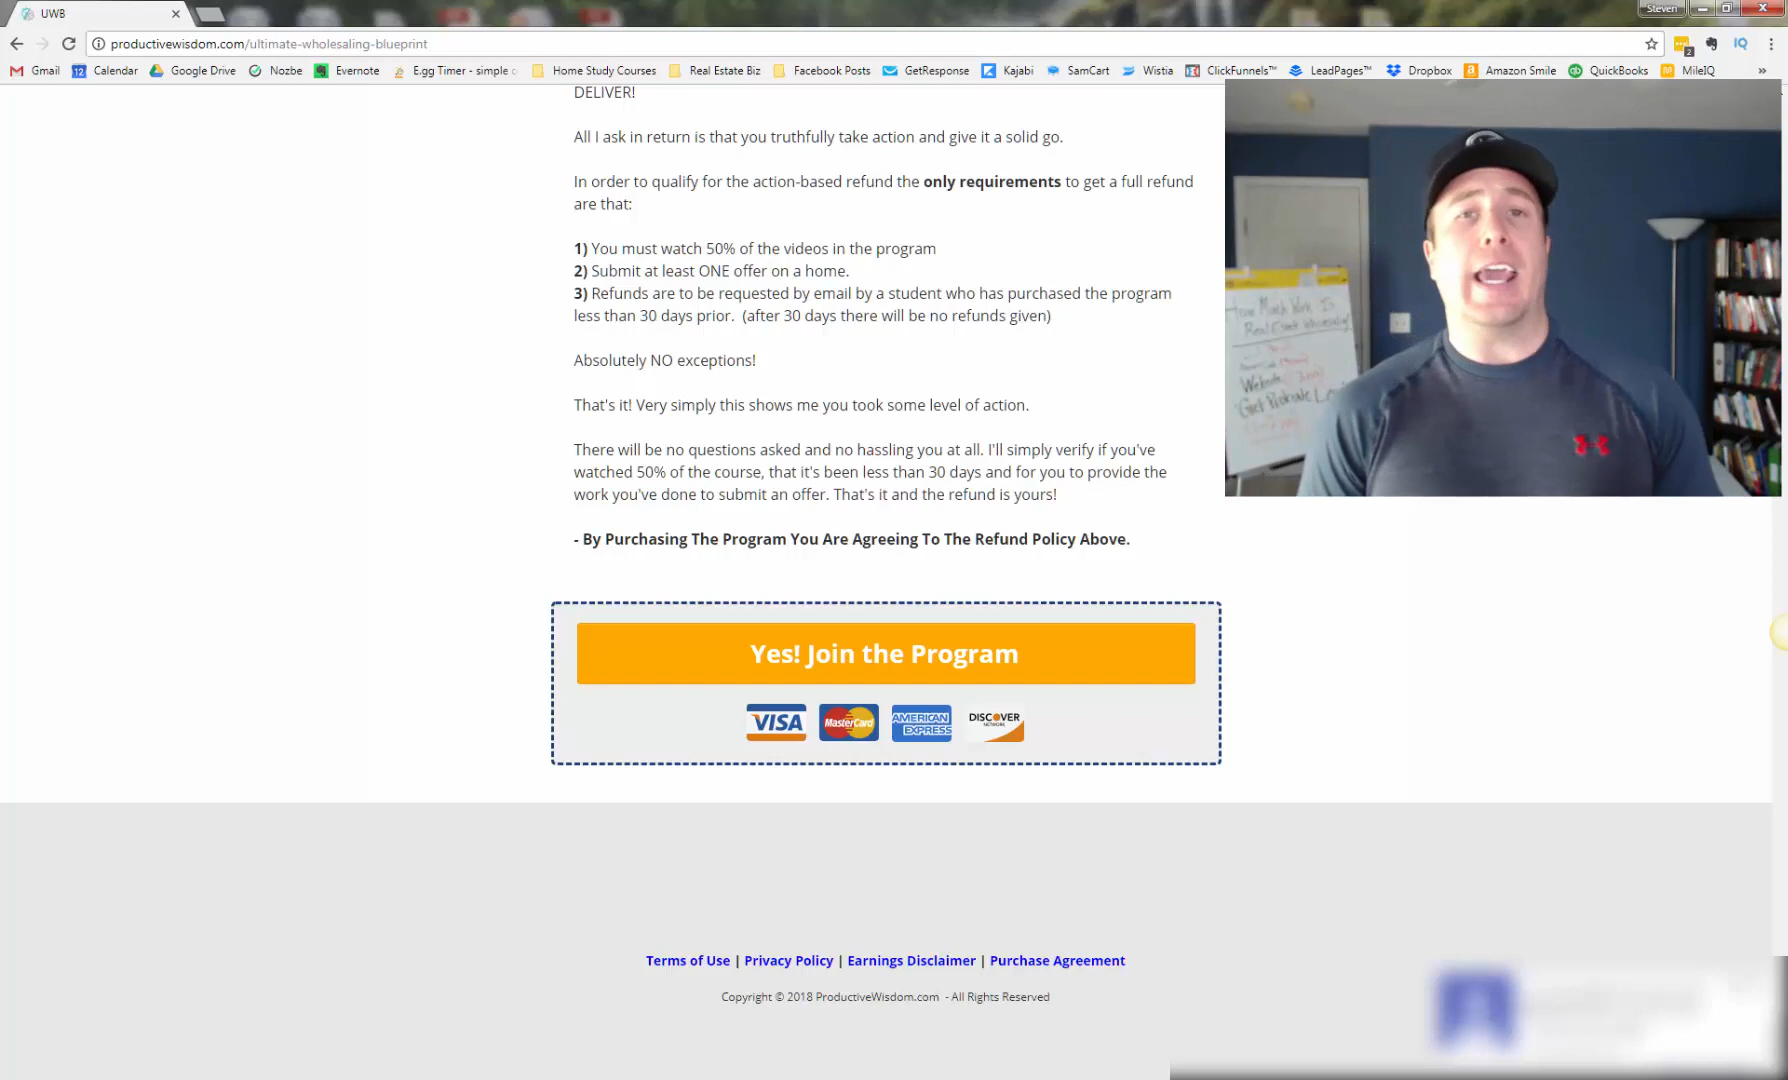 UWB
Steven
productivewisdom.com/ultimate-wholesaling-blueprint
Gmail
Calendar
Google Drive
Nozbe
Evernote
E.gg Timer - simple c
Home Study Courses
Real Estate Biz
Facebook Posts
GetResponse
Kajabi
SamCart
Wistia
ClickFunnels™
LeadPages™
Dropbox
Amazon Smile
QuickBooks
MileIQ
DELIVER!
All I ask in return is that you truthfully take action and give it a solid go.
In order to qualify for the action-based refund the only requirements to get a full refund
are that:
1) You must watch 50% of the videos in the program
2) Submit at least ONE offer on a home.
3) Refunds are to be requested by email by a student who has purchased the program
less than 30 days prior. (after 30 days there will be no refunds given)
Absolutely NO exceptions!
That's it! Very simply this shows me you took some level of action.
There will be no questions asked and no hassling you at all. I'll simply verify if you've
watched 50% of the course, that it's been less than 30 days and for you to provide the
work you've done to submit an offer. That's it and the refund is yours!
- By Purchasing The Program You Are Agreeing To The Refund Policy Above.
How Much Work Is
Real Estate Wholesaling
Website
Get Private
Yes! Join the Program
VISA
MasterCard
AMERICAN EXPRESS
DISCOVER NETWORK
Terms of Use | Privacy Policy | Earnings Disclaimer | Purchase Agreement
Copyright © 2018 ProductiveWisdom.com - All Rights Reserved